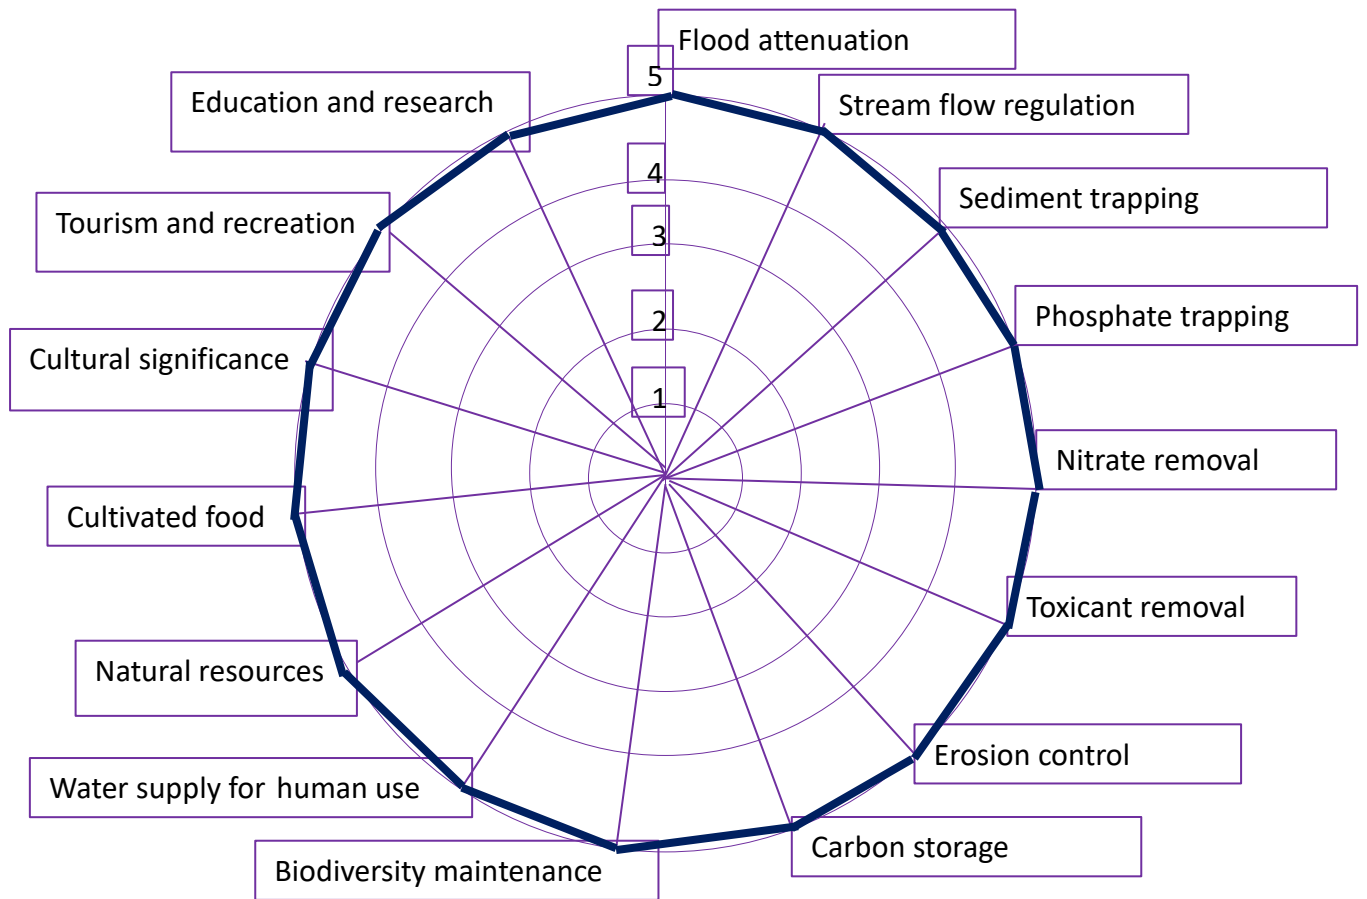 Flood attenuation
5
Education and research
Stream flow regulation
4
Sediment trapping
Tourism and recreation
3
Phosphate trapping
2
Cultural significance
1
Nitrate removal
Cultivated food
Toxicant removal
Natural resources
Erosion control
Water supply for human use
Carbon storage
Biodiversity maintenance